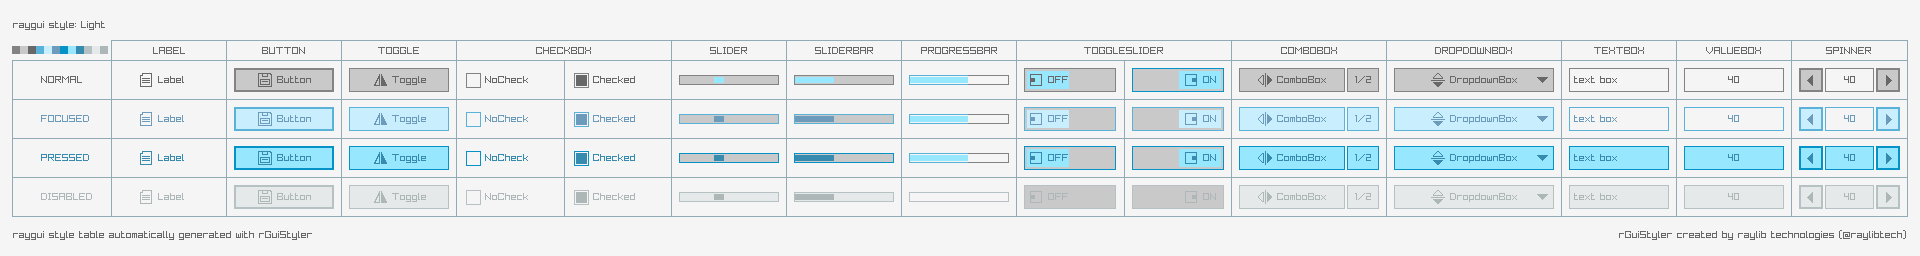 raygui style: Light
LABEL BUTTON TOGGLE CHECKBOX SLIDER SLIDERBAR PROGRESSBAR TOGGLESLIDER COMBOBOX DROPDOWNBOX TEXTBOX VALUEBOX SPINNER
NORMAL Label Button Toggle NoCheck Checked OFF ON ComboBox 1/2 DropdownBox text box 40 40
FOCUSED Label Button Toggle NoCheck Checked OFF ON ComboBox 1/2 DropdownBox text box 40 40
PRESSED Label Button Toggle NoCheck Checked OFF ON ComboBox 1/2 DropdownBox text box 40 40
DISABLED Label Button Toggle NoCheck Checked OFF ON ComboBox 1/2 DropdownBox text box 40 40
raygui style table automatically generated with rGuiStyler
rGuiStyler created by raylib technologies (@raylibtech)